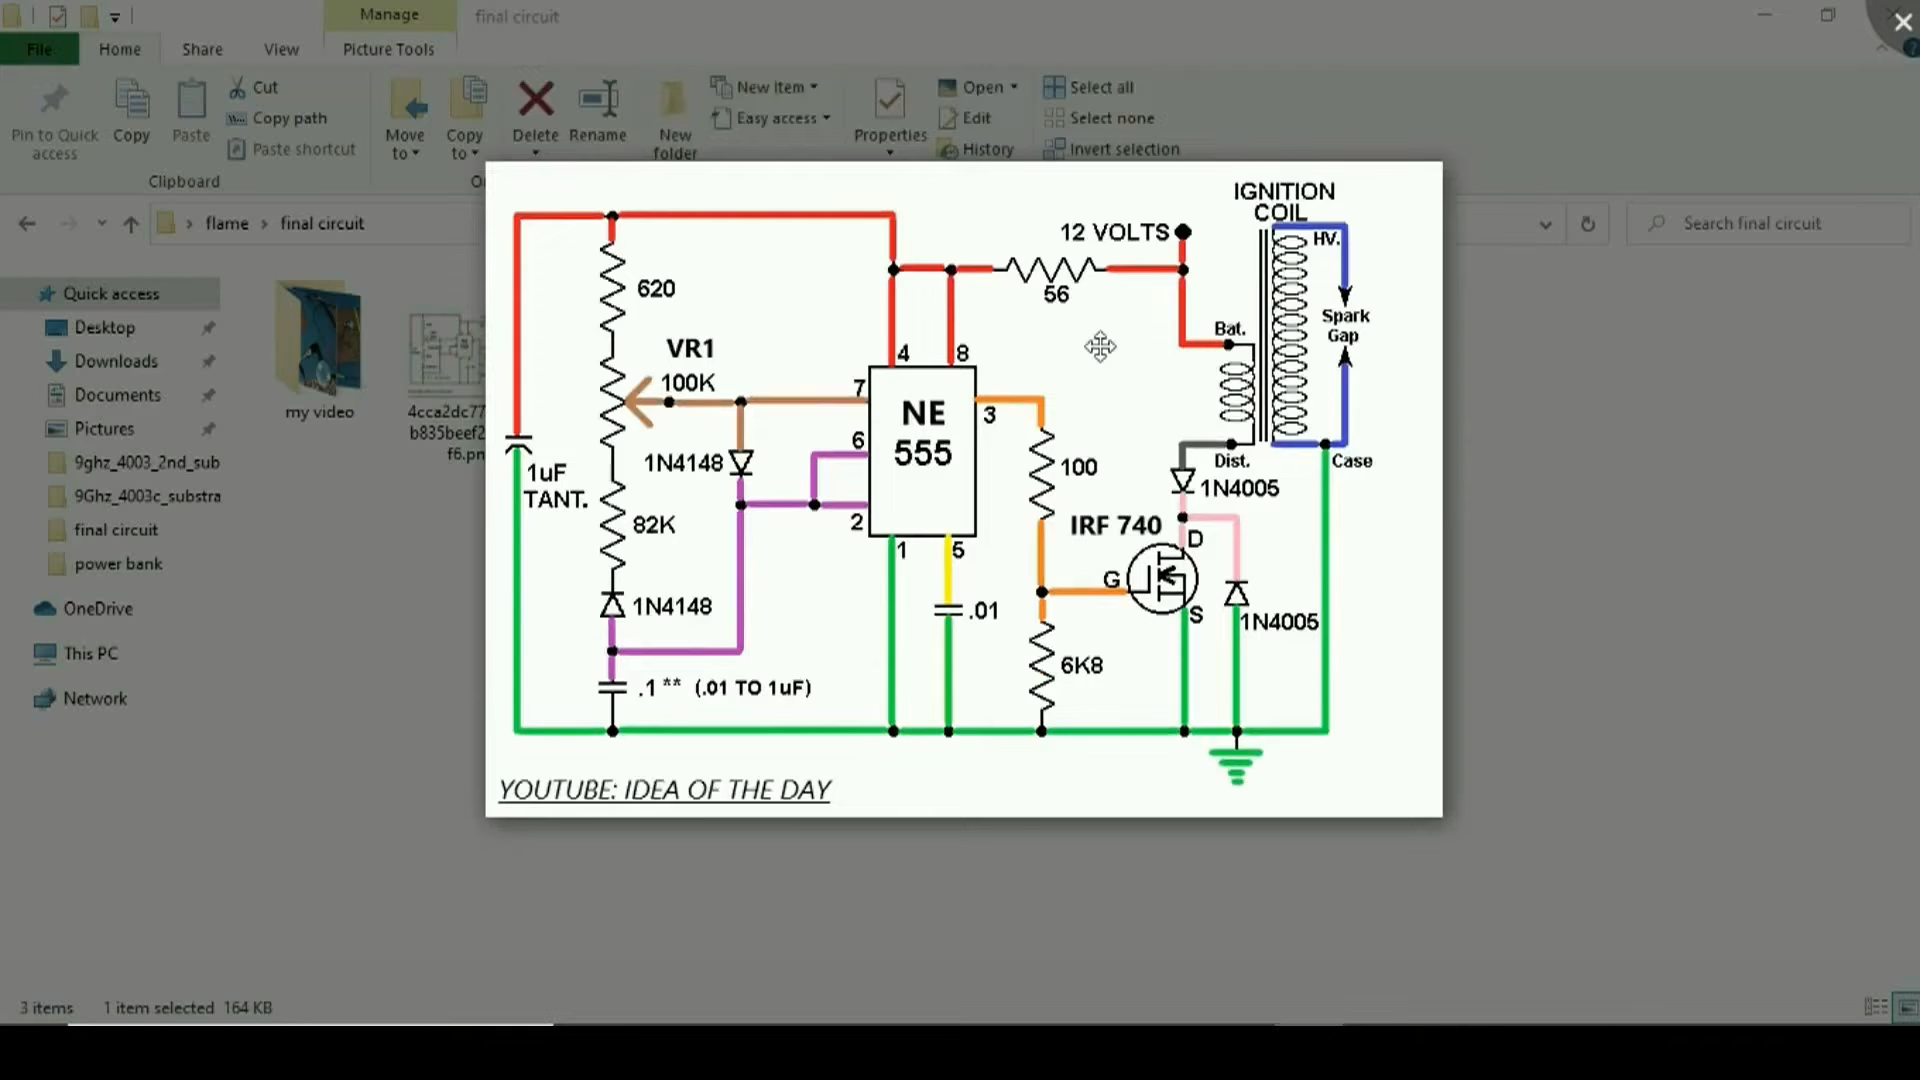 Manage
final circuit
File
Home
Share
View
Picture Tools
Pin to Quick
access
Copy
Paste
Cut
Copy path
Paste shortcut
Clipboard
Move
to
Copy
to
Delete
Rename
New
folder
New item
Easy access
Properties
Open
Edit
History
Select all
Select none
Invert selection
flame
final circuit
Search final circuit
Quick access
Desktop
Downloads
Documents
Pictures
9ghz_4003_2nd_sub
9Ghz_4003c_substra
final circuit
power bank
OneDrive
This PC
Network
my video
4cca2dc77
b835beef2
f6.pn
IGNITION
COIL
12 VOLTS
HV.
620
56
Spark
Gap
Bat.
VR1
100K
4
8
7
NE
555
3
6
1N4148
100
Dist.
Case
1uF
TANT.
1N4005
82K
2
IRF 740
D
1
5
G
1N4148
.01
S
1N4005
6K8
.1** (.01 TO 1uF)
YOUTUBE: IDEA OF THE DAY
3 items
1 item selected
164 KB